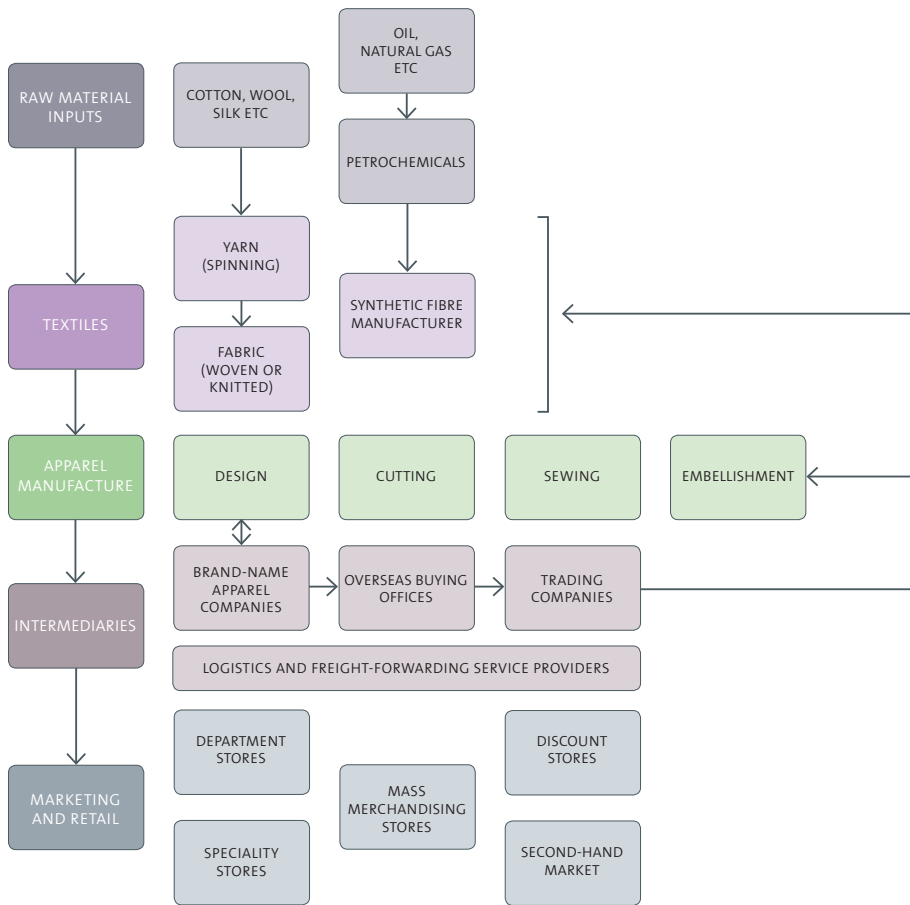 OIL,
NATURAL GAS
ETC
RAW MATERIAL
INPUTS
COTTON, WOOL,
SILK ETC
PETROCHEMICALS
YARN
(SPINNING)
SYNTHETIC FIBRE
MANUFACTURER
TEXTILES
FABRIC
(WOVEN OR
KNITTED)
APPAREL
MANUFACTURE
DESIGN
CUTTING
SEWING
EMBELLISHMENT
INTERMEDIARIES
BRAND-NAME
APPAREL
COMPANIES
OVERSEAS BUYING
OFFICES
TRADING
COMPANIES
LOGISTICS AND FREIGHT-FORWARDING SERVICE PROVIDERS
MARKETING
AND RETAIL
DEPARTMENT
STORES
DISCOUNT
STORES
MASS
MERCHANDISING
STORES
SPECIALITY
STORES
SECOND-HAND
MARKET